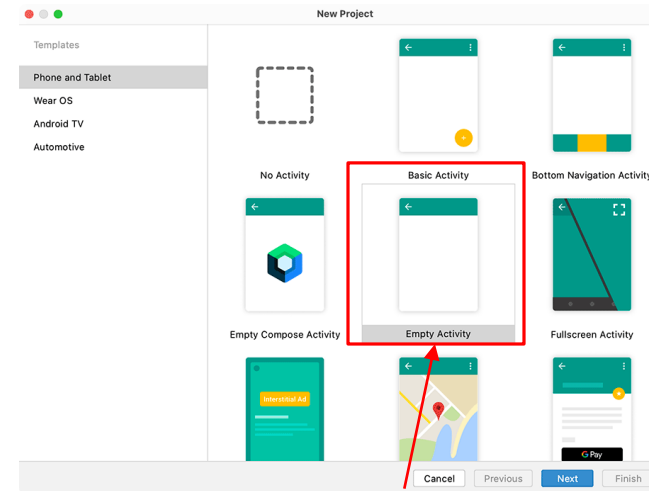 New Project
Templates
Phone and Tablet
Wear OS
Android TV
Automotive
No Activity
Basic Activity
Bottom Navigation Activity
Empty Compose Activity
Empty Activity
Fullscreen Activity
Interstitial Ad
G Pay
Cancel
Previous
Next
Finish